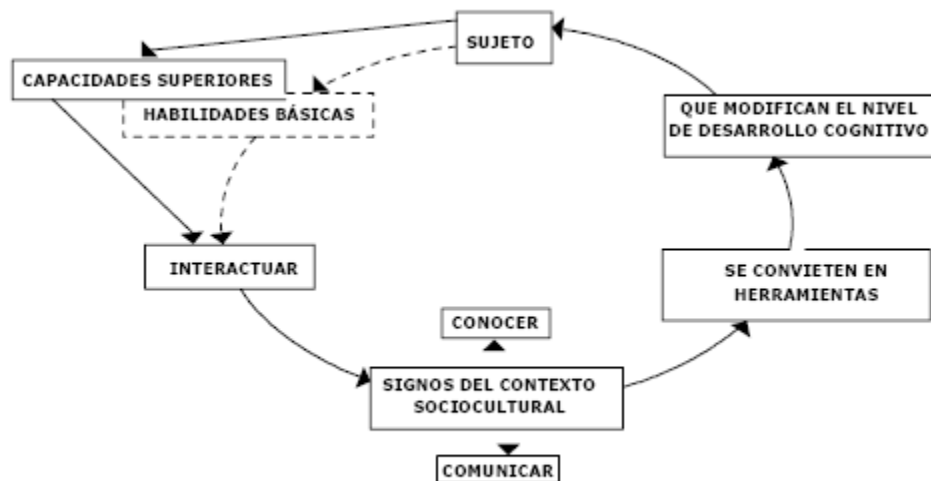 SUJETO
CAPACIDADES SUPERIORES
HABILIDADES BÁSICAS
INTERACTUAR
CONOCER
SIGNOS DEL CONTEXTO
SOCIOCULTURAL
COMUNICAR
SE CONVIETEN EN
HERRAMIENTAS
QUE MODIFICAN EL NIVEL
DE DESARROLLO COGNITIVO